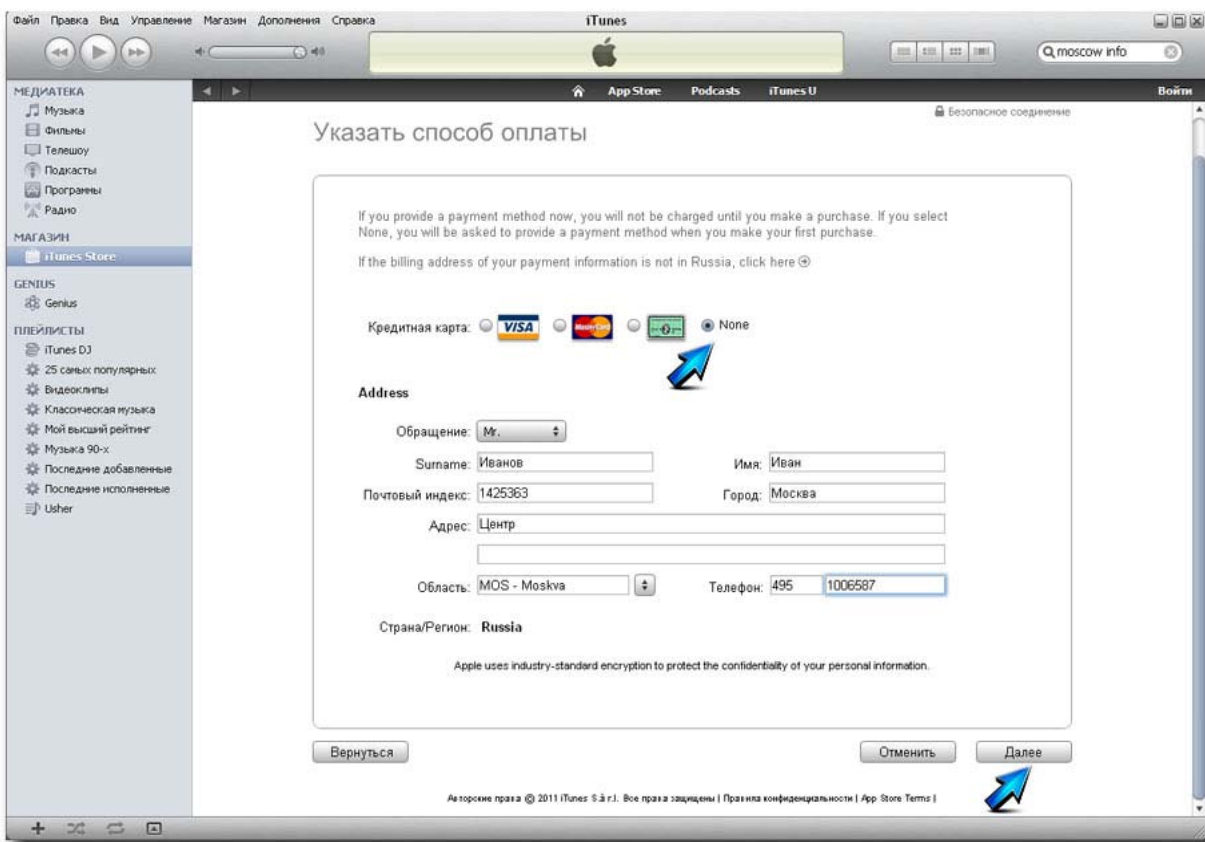 Файл Правка Вид Управление Магазин Дополнения Справка
iTunes
moscow info
МЕДИАТЕКА
Музыка
Фильмы
Телешоу
Подкасты
Программы
Радио
МАГАЗИН
iTunes Store
GENIUS
Genius
ПЛЕЙЛИСТЫ
iTunes DJ
25 самых популярных
Видеоклипы
Классическая музыка
Мой высший рейтинг
Музыка 90-х
Последние добавленные
Последние исполненные
Usher
App Store Podcasts iTunes U Войти
Безопасное соединение
Указать способ оплаты
If you provide a payment method now, you will not be charged until you make a purchase. If you select
None, you will be asked to provide a payment method when you make your first purchase.
If the billing address of your payment information is not in Russia, click here
Кредитная карта: VISA MasterCard None
Address
Обращение: Mr.
Surname: Иванов Имя: Иван
Почтовый индекс: 1425363 Город: Москва
Адрес: Центр
Область: MOS - Moskva Телефон: 495 1006587
Страна/Регион: Russia
Apple uses industry-standard encryption to protect the confidentiality of your personal information.
Вернуться Отменить Далее
Авторские права © 2011 iTunes S.à r.l. Все права защищены | Правила конфиденциальности | App Store Terms |